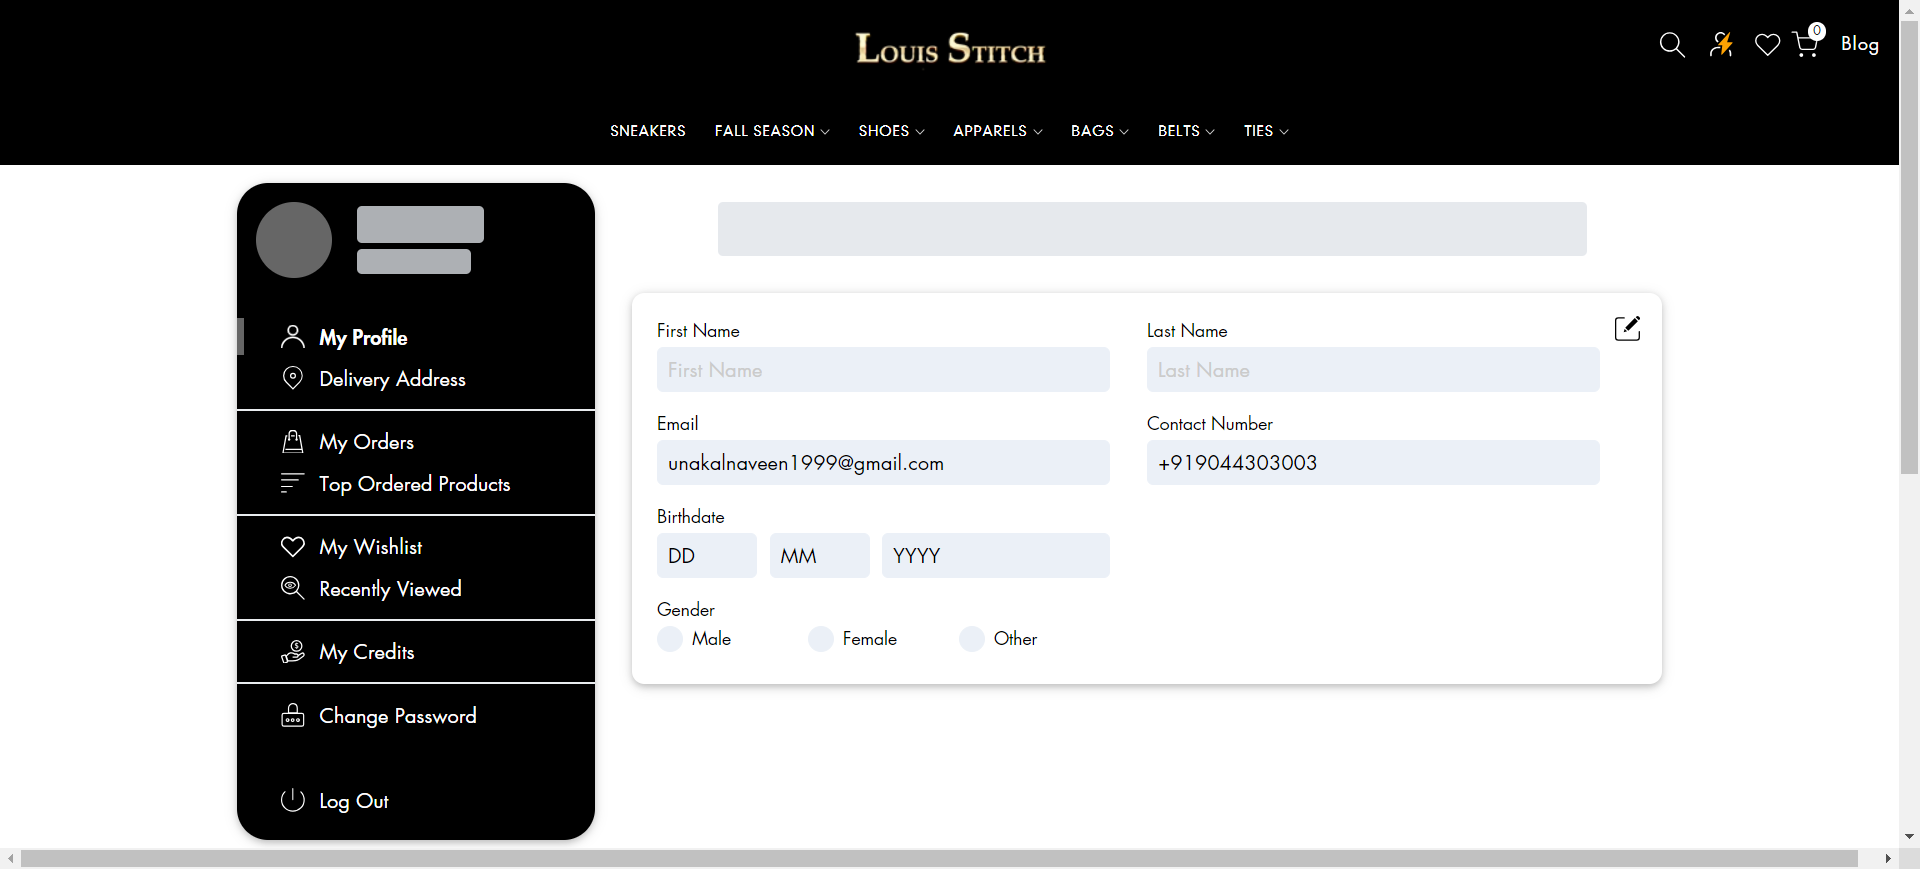 LOUIS STITCH
0
Blog
SNEAKERS FALL SEASON SHOES APPARELS BAGS BELTS TIES
My Profile
Delivery Address
My Orders
Top Ordered Products
My Wishlist
Recently Viewed
My Credits
Change Password
Log Out
First Name
First Name
Last Name
Last Name
Email
unakalnaveen1999@gmail.com
Contact Number
+919044303003
Birthdate
DD MM YYYY
Gender
Male Female Other